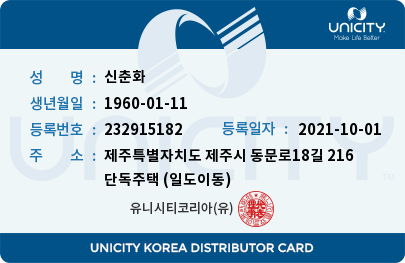 UNICITY
Make Life Better
성 명 : 신춘화
생년월일 : 1960-01-11
등록번호 : 232915182 등록일자 : 2021-10-01
주 소 : 제주특별자치도 제주시 동문로18길 216
단독주택 (일도이동)
유니시티코리아(유)
UNICITY
TM
UNICITY KOREA DISTRIBUTOR CARD